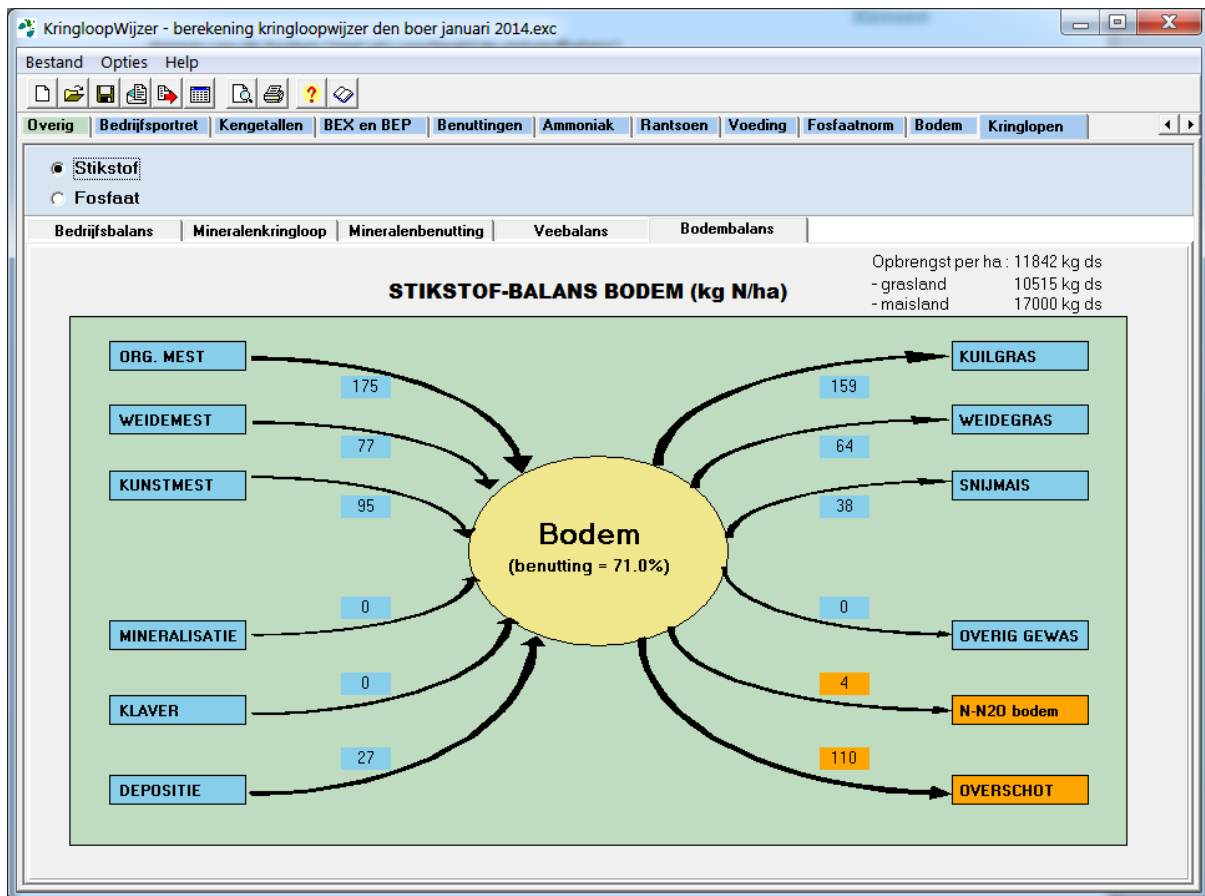 KringloopWijzer - berekening kringloopwijzer den boer januari 2014.exc
Bestand Opties Help
Overig Bedrijfsportret Kengetallen BEX en BEP Benuttingen Ammoniak Rantsoen Voeding Fosfaatnorm Bodem Kringlopen
Stikstof
Fosfaat
Bedrijfsbalans Mineralenkringloop Mineralenbenutting Veebalans Bodembalans
Opbrengst per ha : 11842 kg ds
- grasland 10515 kg ds
- maisland 17000 kg ds
STIKSTOF-BALANS BODEM (kg N/ha)
ORG. MEST KUILGRAS
175 159
WEIDEMEST WEIDEGRAS
77 64
KUNSTMEST SNIJMAIS
95 38
Bodem
(benutting = 71.0%)
0 0
MINERALISATIE OVERIG GEWAS
0 4
KLAVER N-N2O bodem
27 110
DEPOSITIE OVERSCHOT